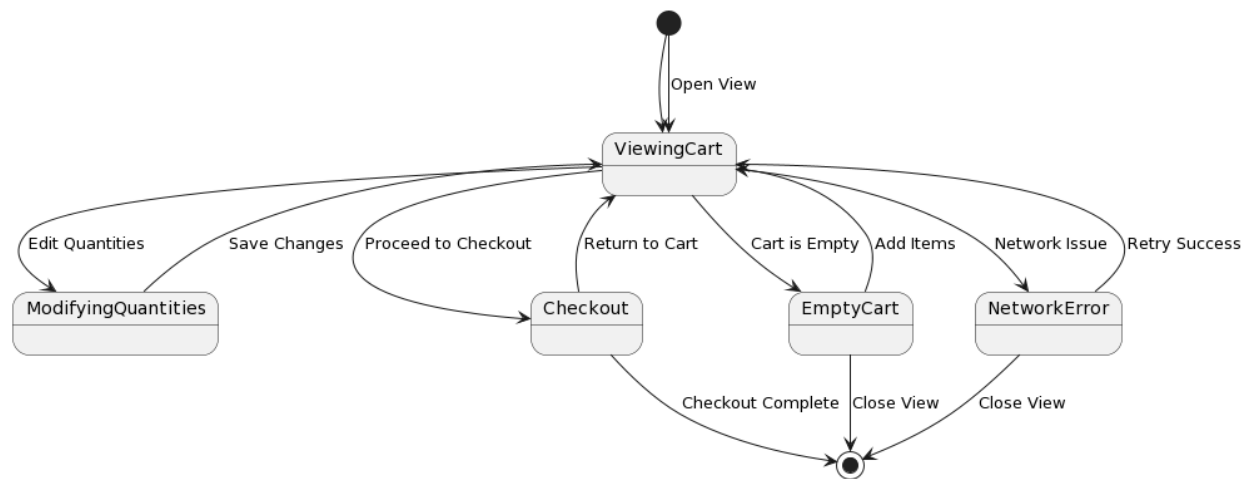 Open View
ViewingCart
Edit Quantities
Save Changes
Proceed to Checkout
Return to Cart
Cart is Empty
Add Items
Network Issue
Retry Success
ModifyingQuantities
Checkout
EmptyCart
NetworkError
Checkout Complete
Close View
Close View